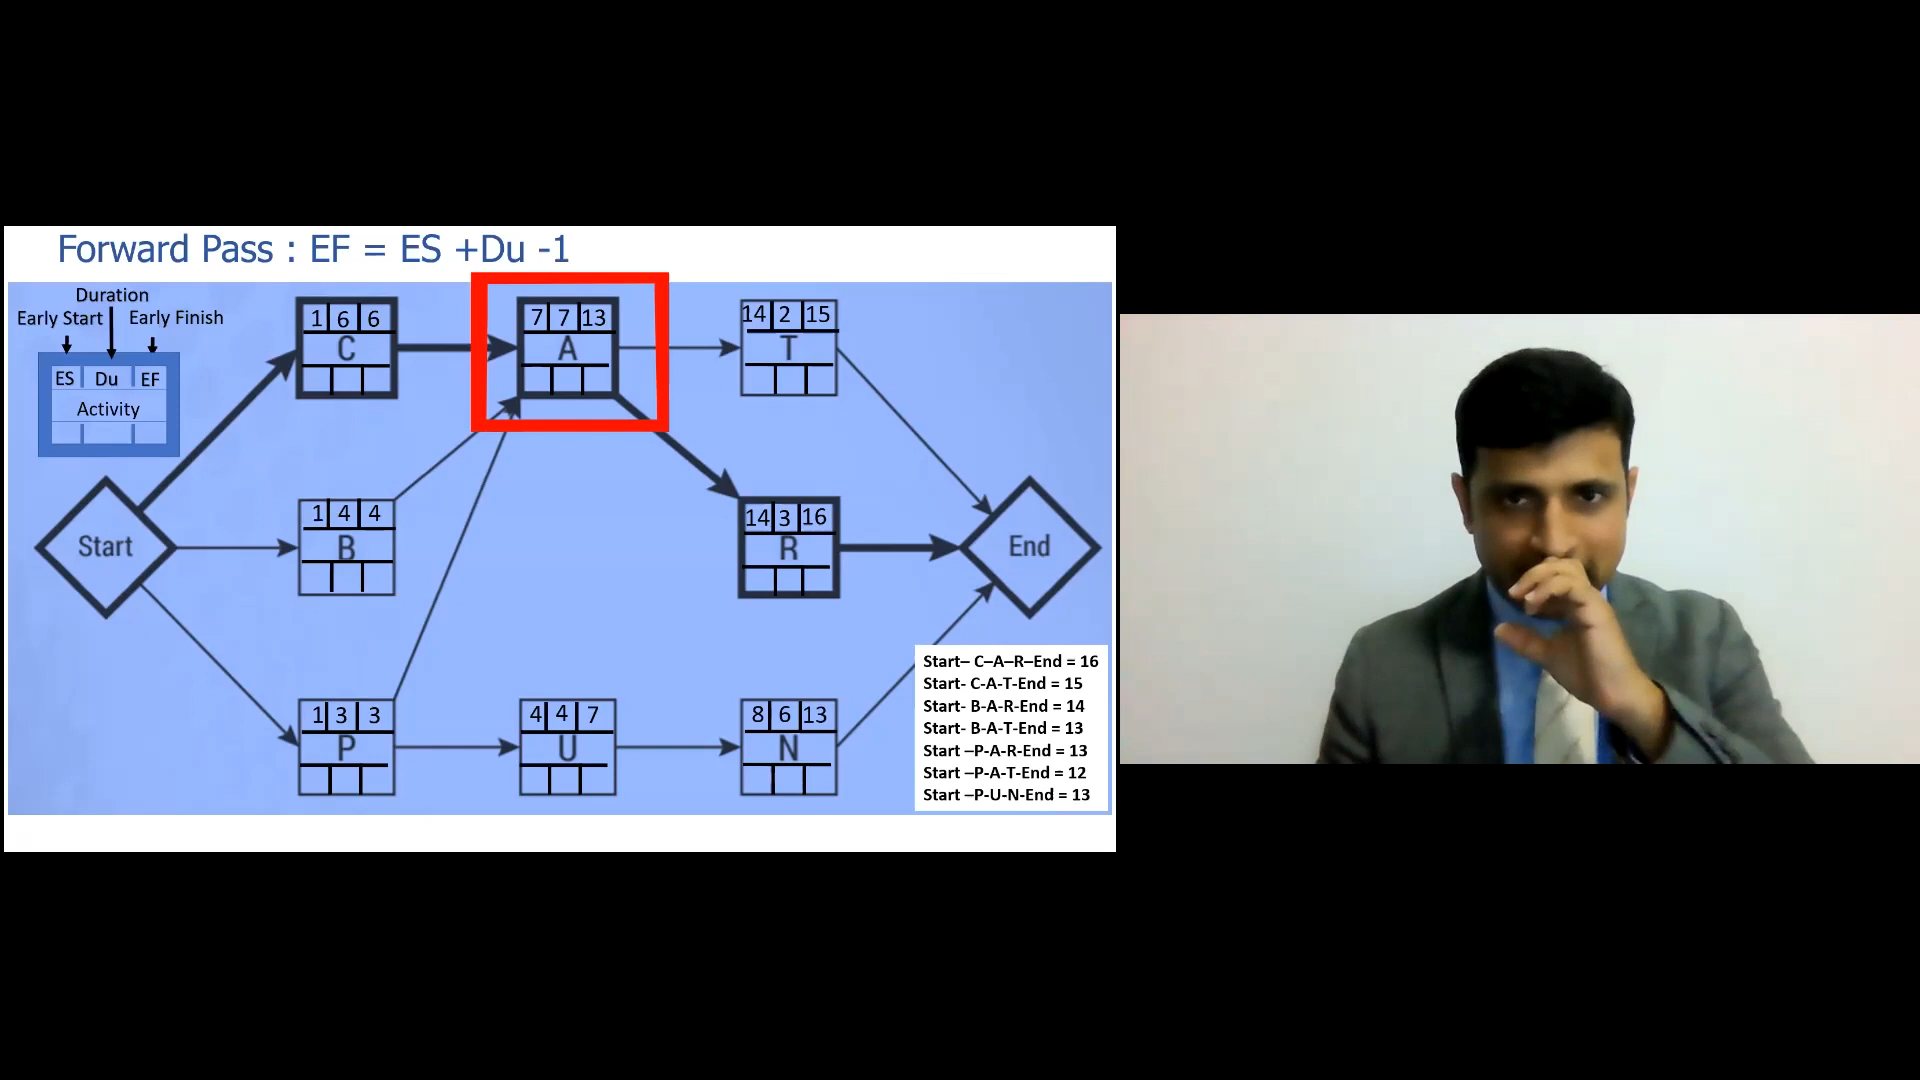 Forward Pass : EF = ES +Du -1
Duration
Early Start
Early Finish
ES Du EF
Activity
1 6 6
C
7 7 13
A
14 2 15
T
Start
1 4 4
B
14 3 16
R
End
1 3 3
P
4 4 7
U
8 6 13
N
Start– C–A–R–End = 16
Start- C-A-T-End = 15
Start- B-A-R-End = 14
Start- B-A-T-End = 13
Start –P-A-R-End = 13
Start –P-A-T-End = 12
Start –P-U-N-End = 13